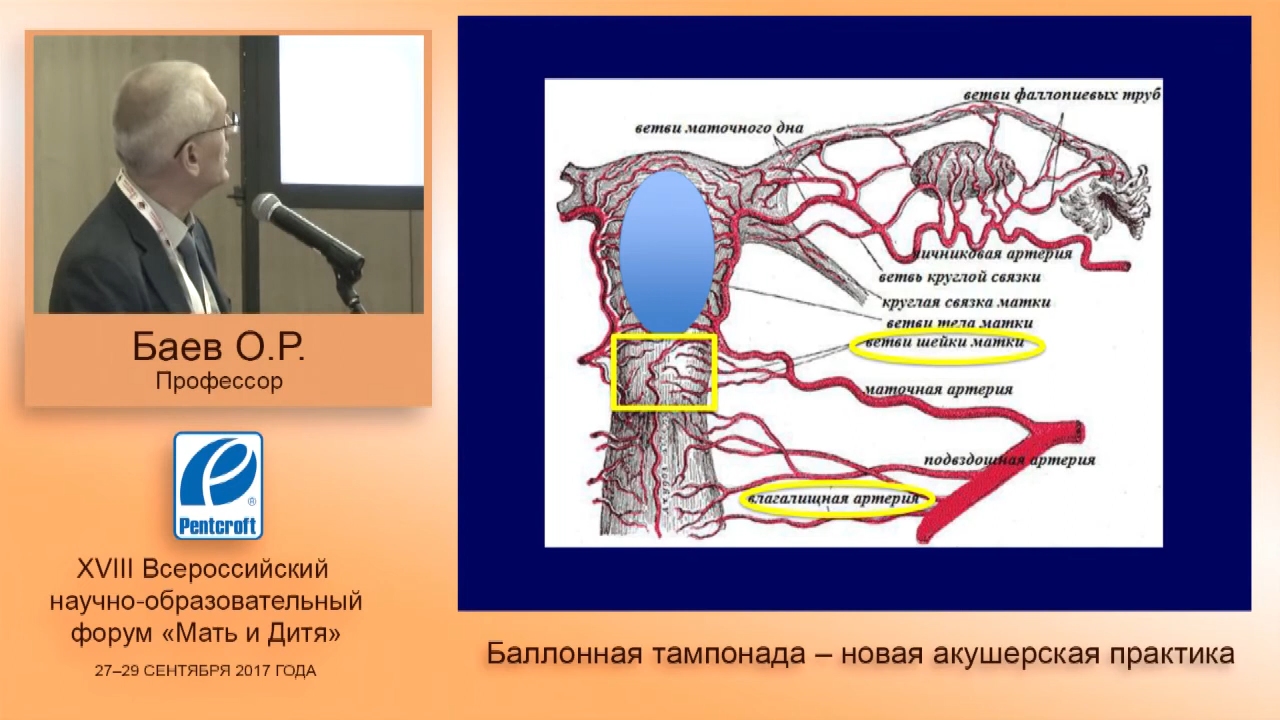 Баев О.Р.
Профессор
Pentcroft
®
XVIII Всероссийский
научно-образовательный
форум «Мать и Дитя»
27–29 СЕНТЯБРЯ 2017 ГОДА
ветви фаллопиевых труб
ветви маточного дна
яичниковая артерия
ветвь круглой связки
круглая связка матки
ветви тела матки
ветви шейки матки
маточная артерия
подвздошная артерия
влагалищная артерия
Баллонная тампонада – новая акушерская практика